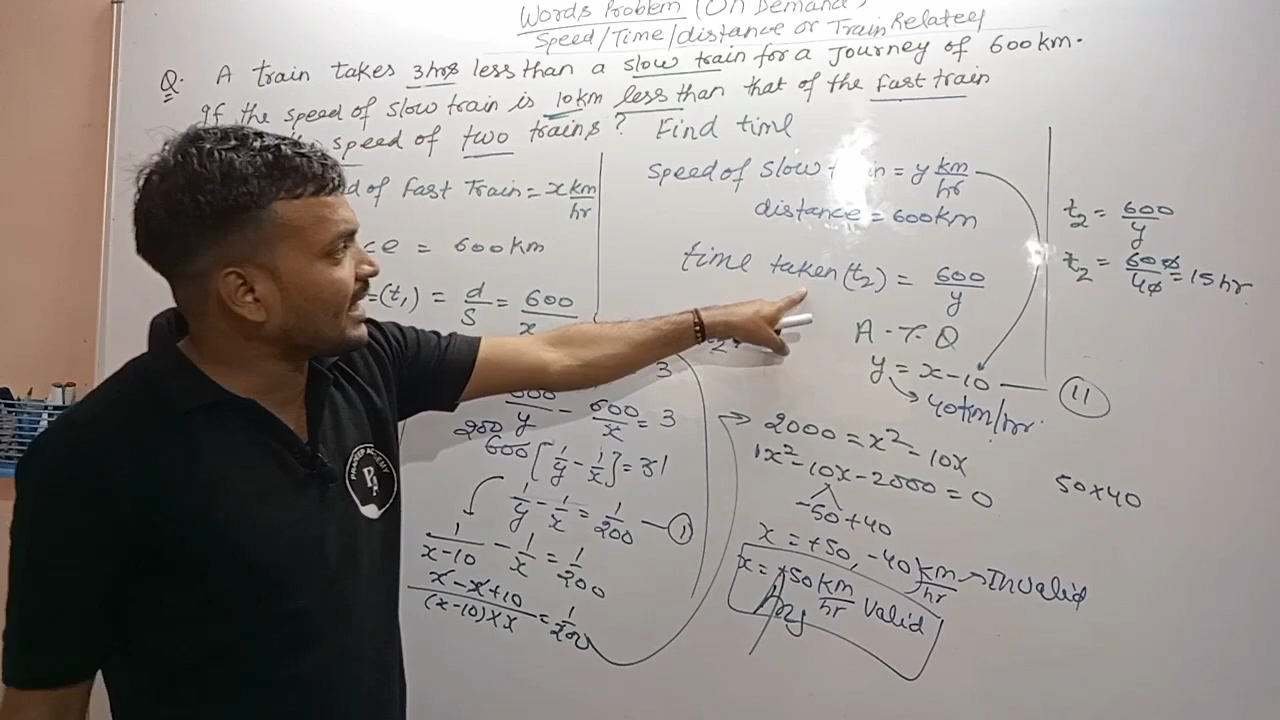 Words Problem (On Demand)
Speed/Time/distance or Train Related
Q. A train takes 3hrs less than a slow train for a Journey of 600km.
If the speed of slow train is 10km less than that of the fast train
speed of two trains? Find time
of Fast Train = x km/hr
= 600km
(t₁) = d/S = 600/x
3
600/y - 600/x = 3
200
600[1/y - 1/x] = 3 1
1/y - 1/x = 1/200 — (1)
1/(x-10) - 1/x = 1/200
(x - x + 10)/((x-10)×x) = 1/200
speed of slow = y km/hr
distance = 600km
time taken (t₂) = 600/y
A.T.Q
y = x-10 — (11)
→ 40km/hr.
→ 2000 = x² - 10x
1x² - 10x - 2000 = 0
-50 +40
x = +50, -40 km/hr → Invalid
x = +50 km/hr Valid
Ans
t₂ = 600/y
t₂ = 600/40 = 15hr
50×40
PRADEEP ACADEMY